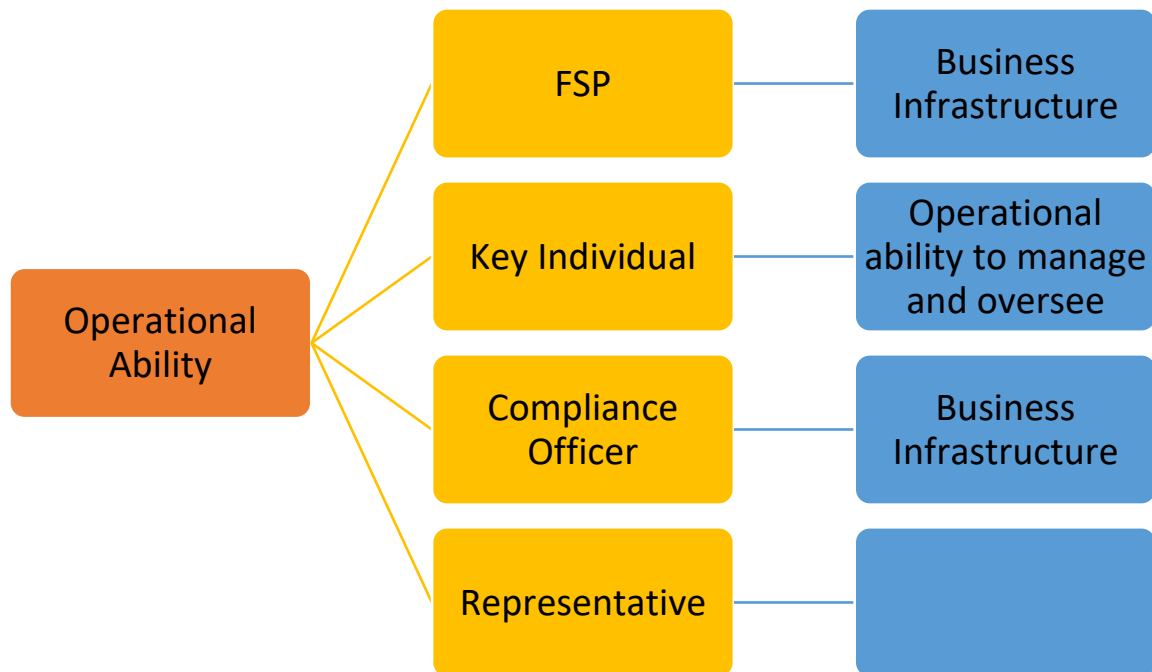 FSP
Business
Infrastructure
Key Individual
Operational
ability to manage
and oversee
Operational
Ability
Compliance
Officer
Business
Infrastructure
Representative